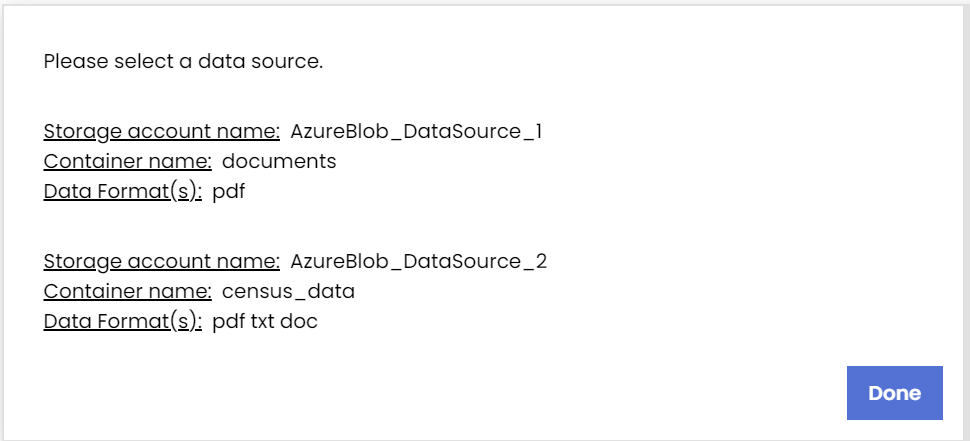 Please select a data source.
Storage account name: AzureBlob_DataSource_1
Container name: documents
Data Format(s): pdf
Storage account name: AzureBlob_DataSource_2
Container name: census_data
Data Format(s): pdf txt doc
Done